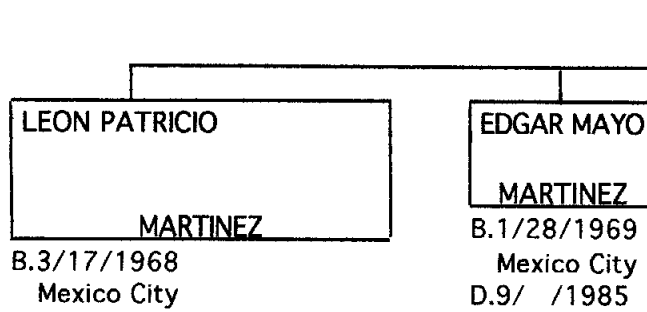 LEON PATRICIO
MARTINEZ
B.3/17/1968
Mexico City
EDGAR MAYO
MARTINEZ
B.1/28/1969
Mexico City
D.9/ /1985